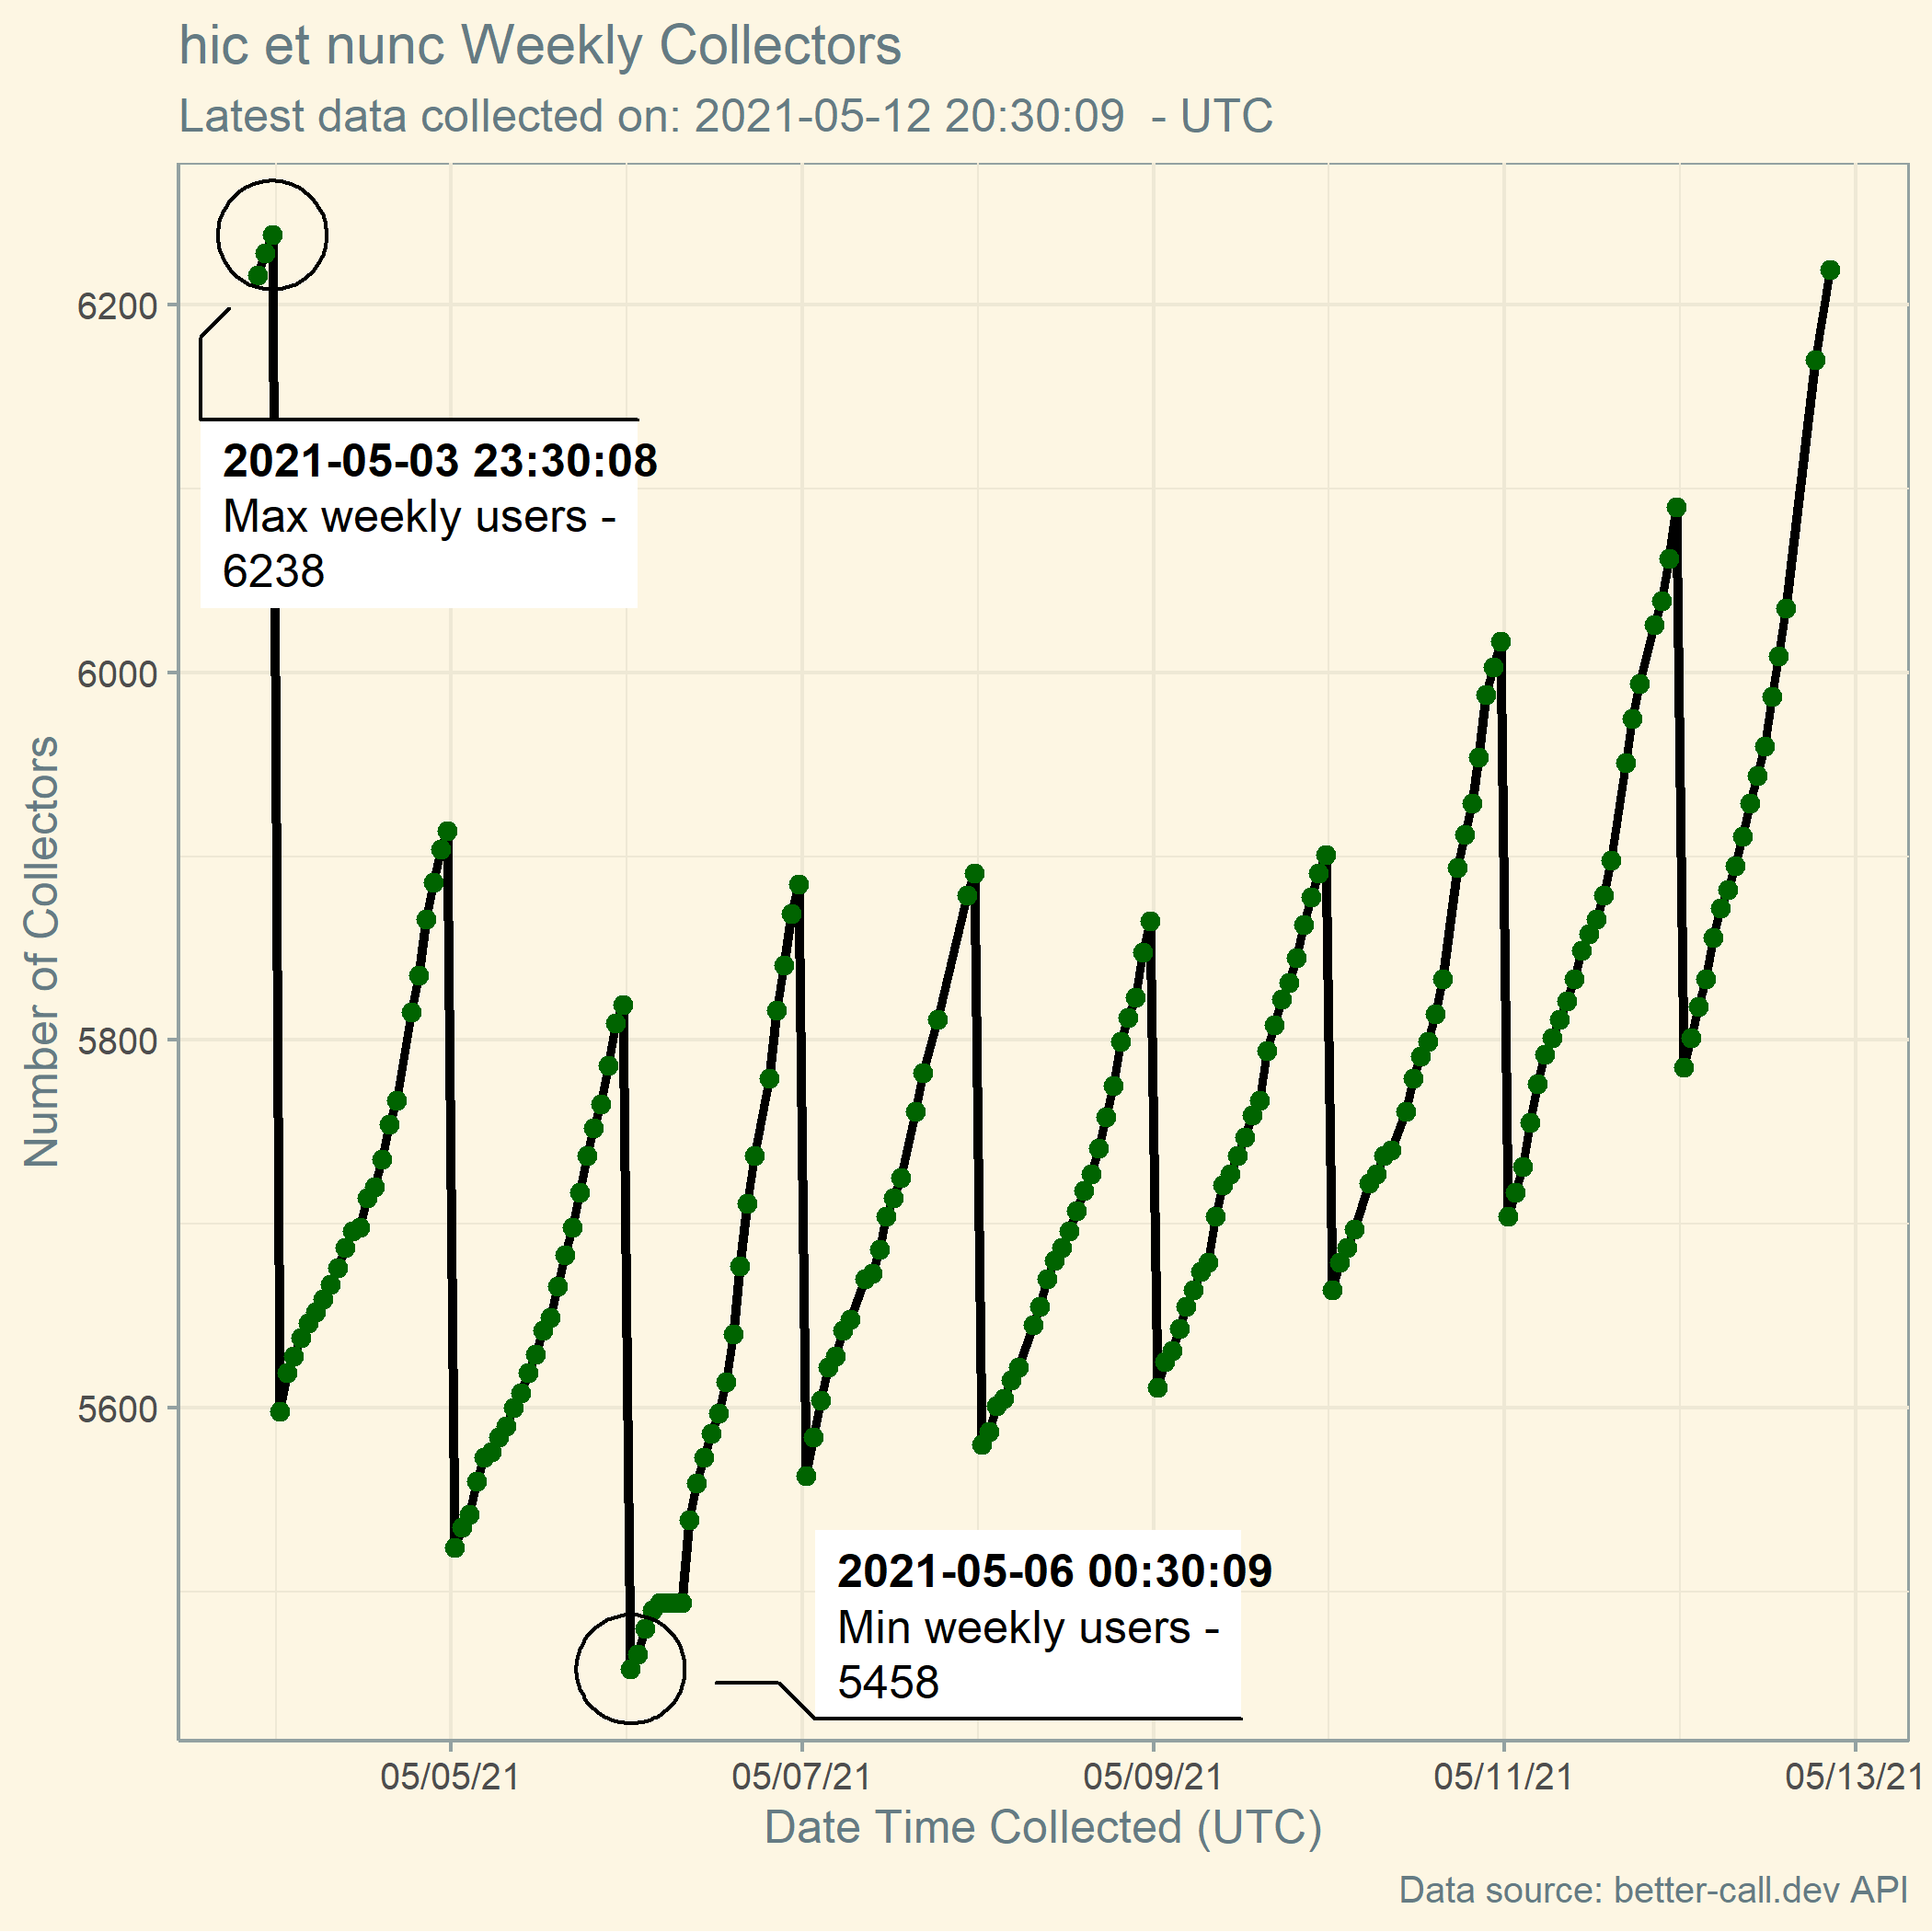 hic et nunc Weekly Collectors
Latest data collected on: 2021-05-12 20:30:09  - UTC
Number of Collectors
6200
6000
5800
5600
2021-05-03 23:30:08
Max weekly users -
6238
2021-05-06 00:30:09
Min weekly users -
5458
05/05/21
05/07/21
05/09/21
05/11/21
05/13/21
Date Time Collected (UTC)
Data source: better-call.dev API